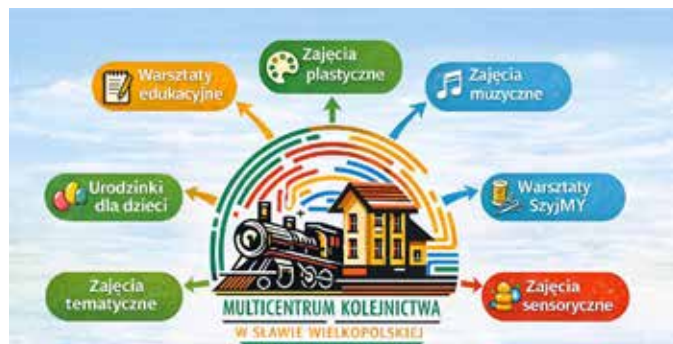 Zajęcia
plastyczne
Warsztaty
edukacyjne
Zajęcia
muzyczne
Urodzinki
dla dzieci
Warsztaty
SzyjMY
Zajęcia
tematyczne
Zajęcia
sensoryczne
MULTICENTRUM KOLEJNICTWA
W SŁAWIE WIELKOPOLSKIEJ